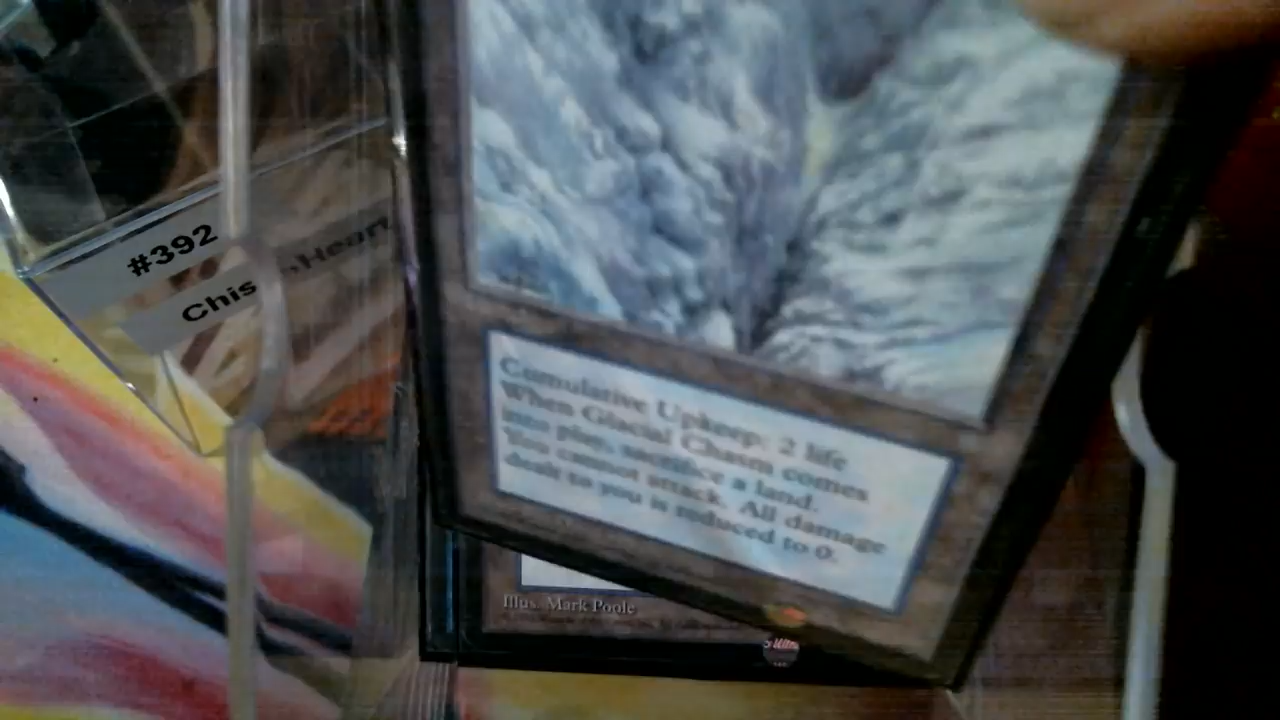 #392
Chis Heart
Cumulative Upkeep: 2 life
When Glacial Chasm comes
into play, sacrifice a land.
You cannot attack. All damage
dealt to you is reduced to 0.
Illus. Mark Poole